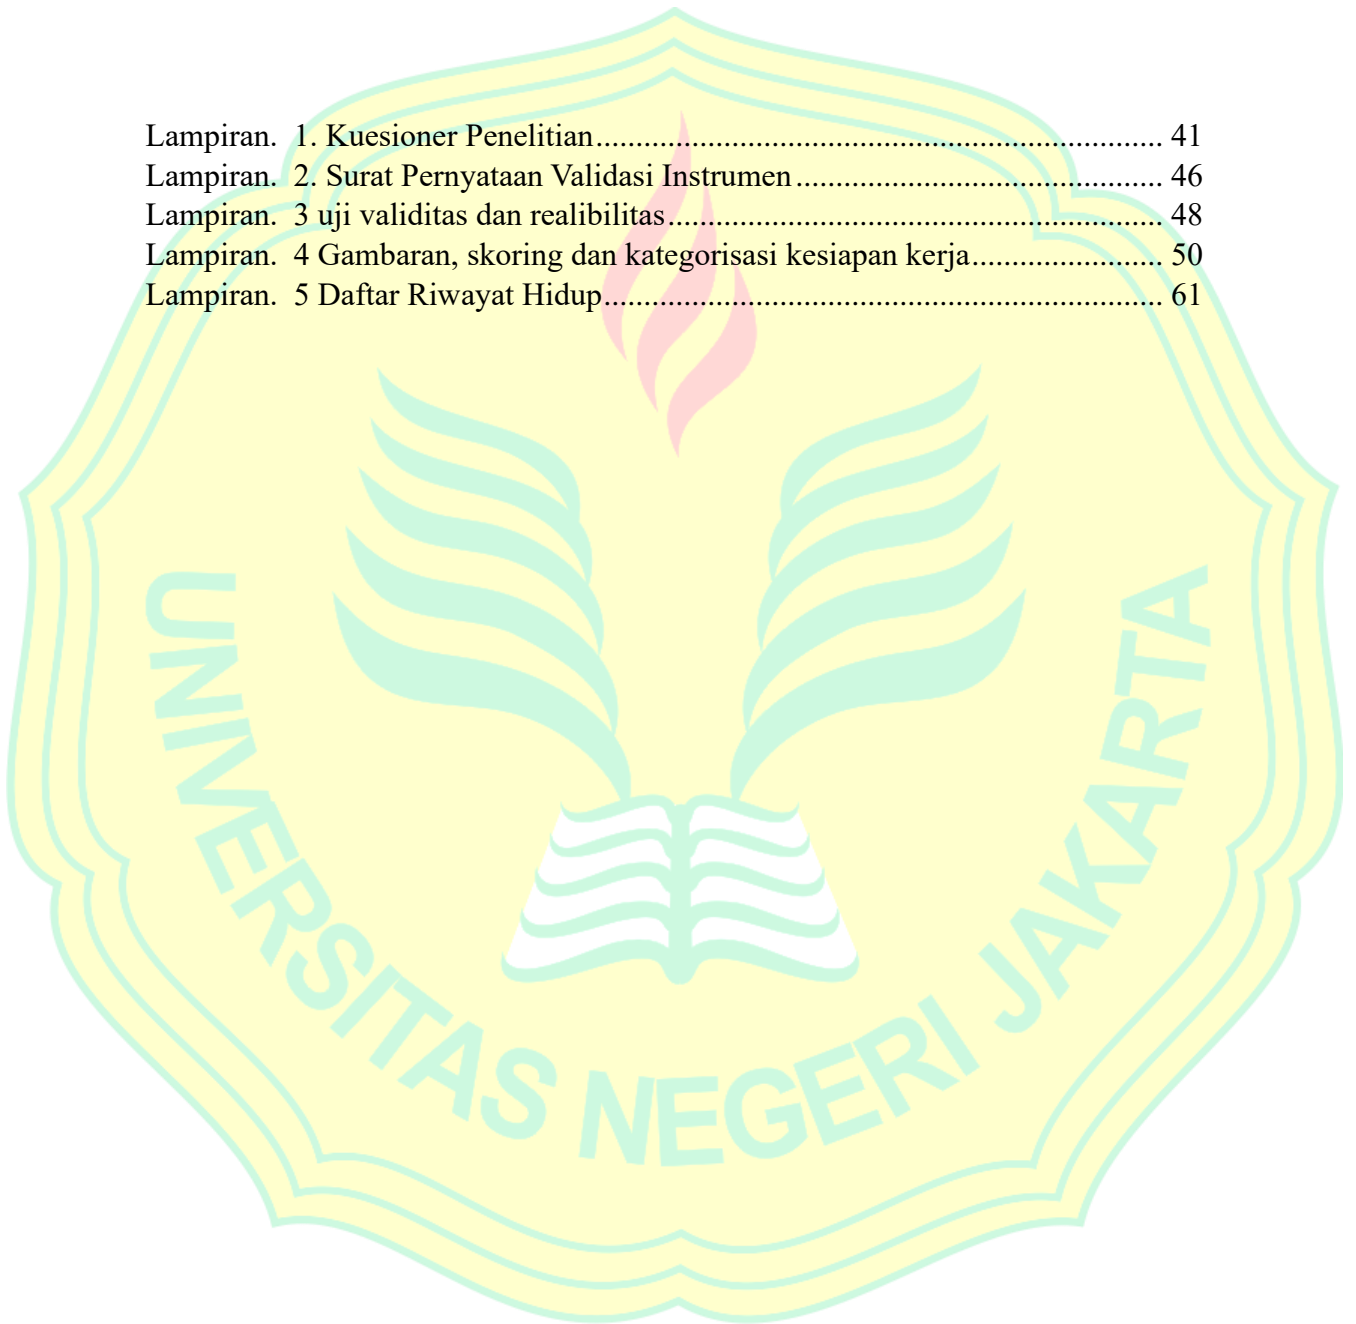 Lampiran.  1. Kuesioner Penelitian....................................................................... 41
Lampiran.  2. Surat Pernyataan Validasi Instrumen .............................................. 46
Lampiran.  3 uji validitas dan realibilitas............................................................... 48
Lampiran.  4 Gambaran, skoring dan kategorisasi kesiapan kerja........................ 50
Lampiran.  5 Daftar Riwayat Hidup...................................................................... 61
UNIVERSITAS NEGERI JAKARTA